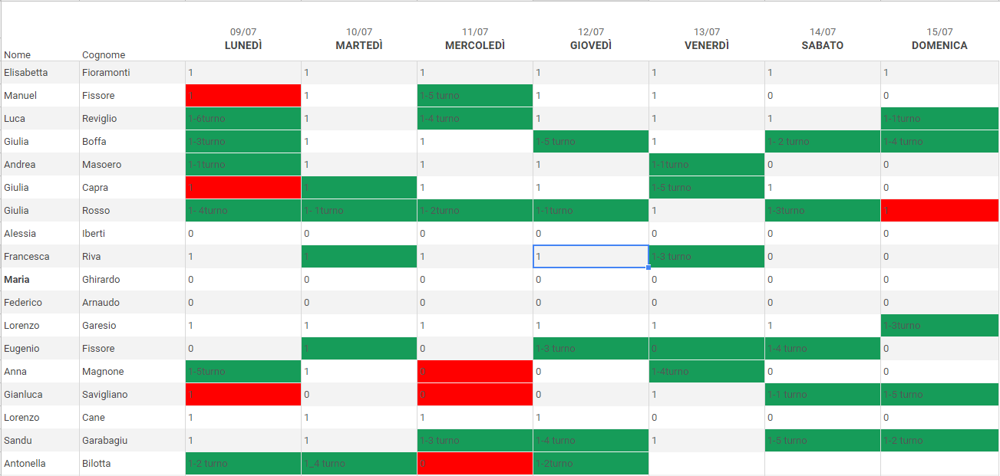 09/07 10/07 11/07 12/07 13/07 14/07 15/07
Nome Cognome LUNEDÌ MARTEDÌ MERCOLEDÌ GIOVEDÌ VENERDÌ SABATO DOMENICA
Elisabetta Fioramonti 1 1 1 1 1 1 1
Manuel Fissore 1 1 1-5 turno 1 1 0 0
Luca Reviglio 1-6turno 1 1-4 turno 1 1 1 1-1turno
Giulia Boffa 1-3turno 1 1 1-5 turno 1 1- 2 turno 1-4 turno
Andrea Masoero 1-1turno 1 1 1 1-1turno 0 0
Giulia Capra 1 1 1 1 1-5 turno 1 0
Giulia Rosso 1- 4turno 1- 1turno 1- 2turno 1-1turno 1 1-3turno 1
Alessia Iberti 0 0 0 0 0 0 0
Francesca Riva 1 1 1 1 1-3 turno 0 0
Maria Ghirardo 0 0 0 0 0 0 0
Federico Arnaudo 0 0 0 0 0 0 0
Lorenzo Garesio 1 1 1 1 1 1 1-3turno
Eugenio Fissore 0 1 0 1-3 turno 0 1-4 turno 0
Anna Magnone 1-5turno 1 0 0 1-4turno 0 0
Gianluca Savigliano 1 0 0 0 1 1-1 turno 1-5 turno
Lorenzo Cane 1 1 1 1 0 0 0
Sandu Garabagiu 1 1 1-3 turno 1-4 turno 1 1-5 turno 1-2 turno
Antonella Bilotta 1-2 turno 1_4 turno 0 1-2turno